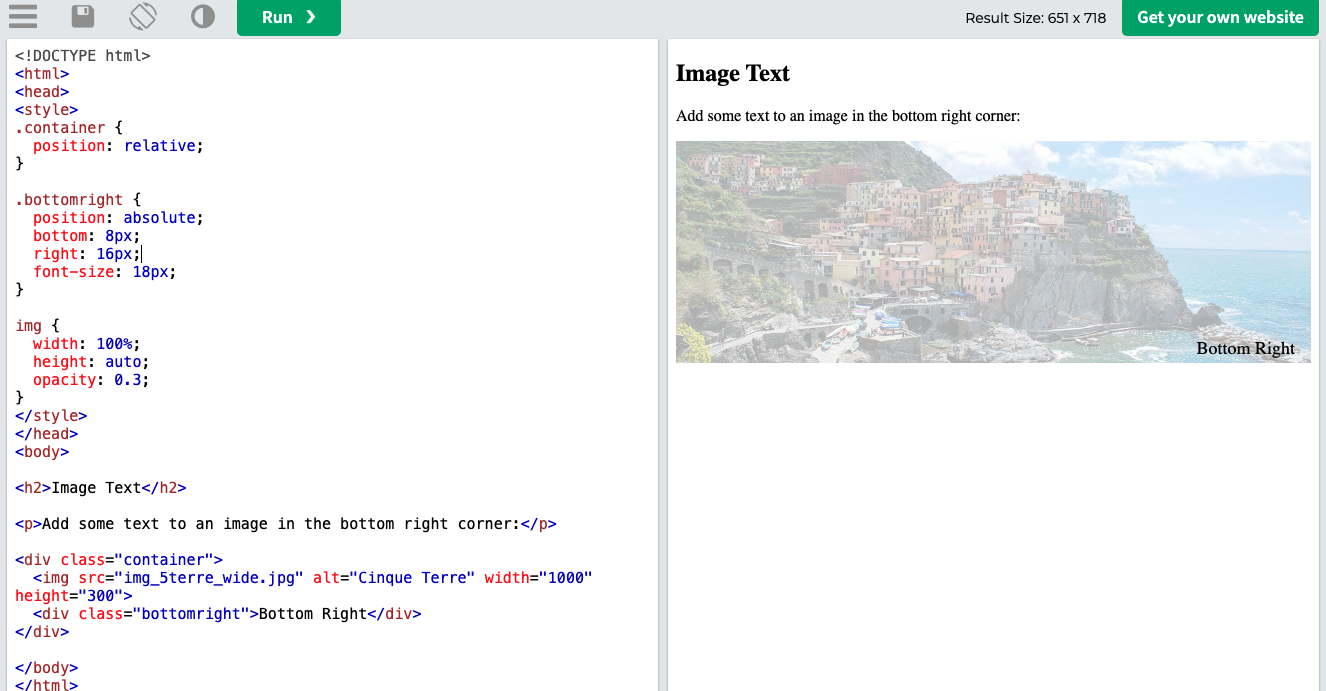 Run ❯
Result Size: 651 x 718
Get your own website
<!DOCTYPE html>
<html>
<head>
<style>
.container {
  position: relative;
}

.bottomright {
  position: absolute;
  bottom: 8px;
  right: 16px;
  font-size: 18px;
}

img {
  width: 100%;
  height: auto;
  opacity: 0.3;
}
</style>
</head>
<body>

<h2>Image Text</h2>

<p>Add some text to an image in the bottom right corner:</p>

<div class="container">
  <img src="img_5terre_wide.jpg" alt="Cinque Terre" width="1000"
height="300">
  <div class="bottomright">Bottom Right</div>
</div>

</body>
</html>
Image Text
Add some text to an image in the bottom right corner:
Bottom Right